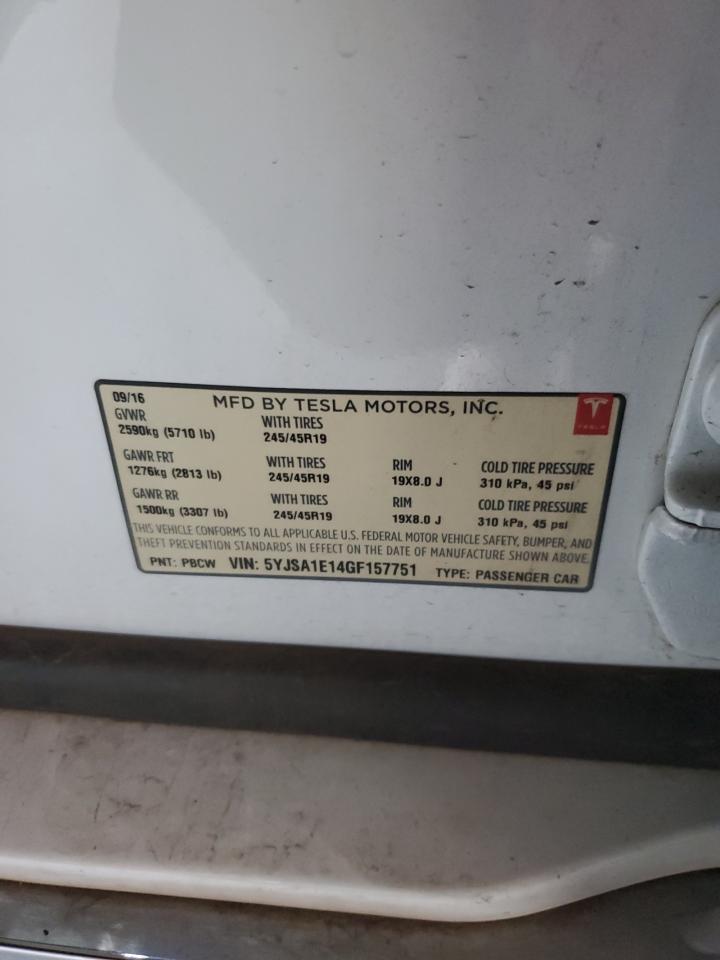 09/16 MFD BY TESLA MOTORS, INC.
TESLA
GVWR WITH TIRES
2590kg (5710 lb) 245/45R19
GAWR FRT WITH TIRES RIM COLD TIRE PRESSURE
1276kg (2813 lb) 245/45R19 19X8.0 J 310 kPa, 45 psi
GAWR RR WITH TIRES RIM COLD TIRE PRESSURE
1500kg (3307 lb) 245/45R19 19X8.0 J 310 kPa, 45 psi
THIS VEHICLE CONFORMS TO ALL APPLICABLE U.S. FEDERAL MOTOR VEHICLE SAFETY, BUMPER, AND
THEFT PREVENTION STANDARDS IN EFFECT ON THE DATE OF MANUFACTURE SHOWN ABOVE.
PNT: PBCW VIN: 5YJSA1E14GF157751 TYPE: PASSENGER CAR